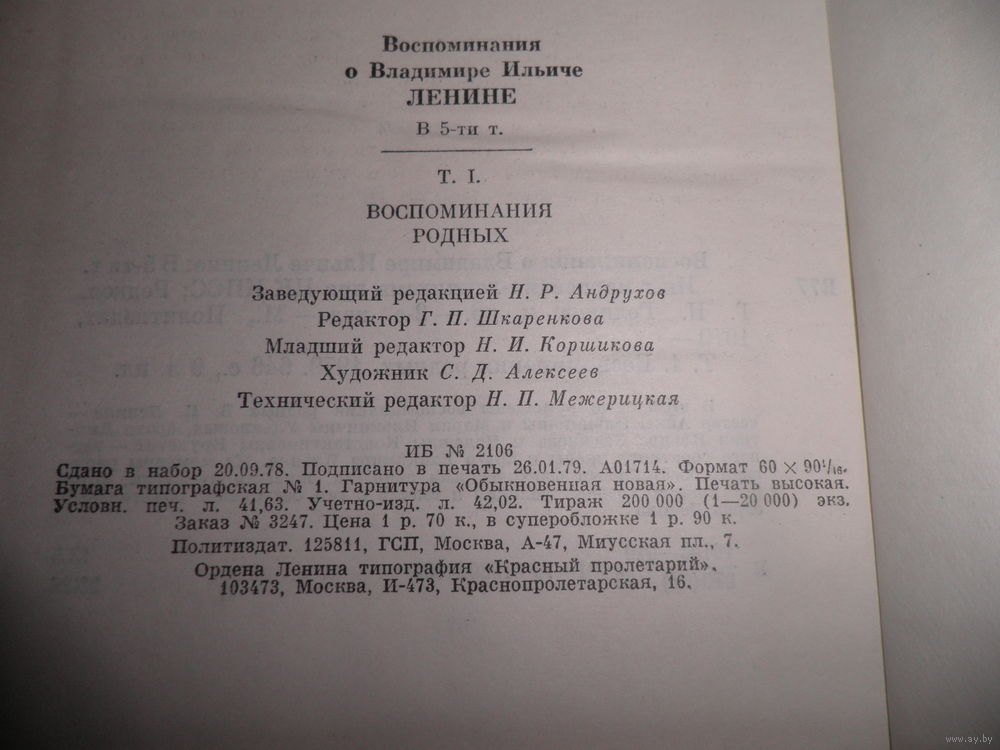 Воспоминания
о Владимире Ильиче
ЛЕНИНЕ
В 5-ти т.
Т. I.
ВОСПОМИНАНИЯ
РОДНЫХ
Заведующий редакцией Н. Р. Андрухов
Редактор Г. П. Шкаренкова
Младший редактор Н. И. Коршикова
Художник С. Д. Алексеев
Технический редактор Н. П. Межерицкая
ИБ № 2106
Сдано в набор 20.09.78. Подписано в печать 26.01.79. А01714. Формат 60 × 90¹/₁₆.
Бумага типографская № 1. Гарнитура «Обыкновенная новая». Печать высокая.
Условн. печ. л. 41,63. Учетно-изд. л. 42,02. Тираж 200 000 (1—20 000) экз.
Заказ № 3247. Цена 1 р. 70 к., в суперобложке 1 р. 90 к.
Политиздат. 125811, ГСП, Москва, А-47, Миусская пл., 7.
Ордена Ленина типография «Красный пролетарий».
103473, Москва, И-473, Краснопролетарская, 16.
www.ay.by